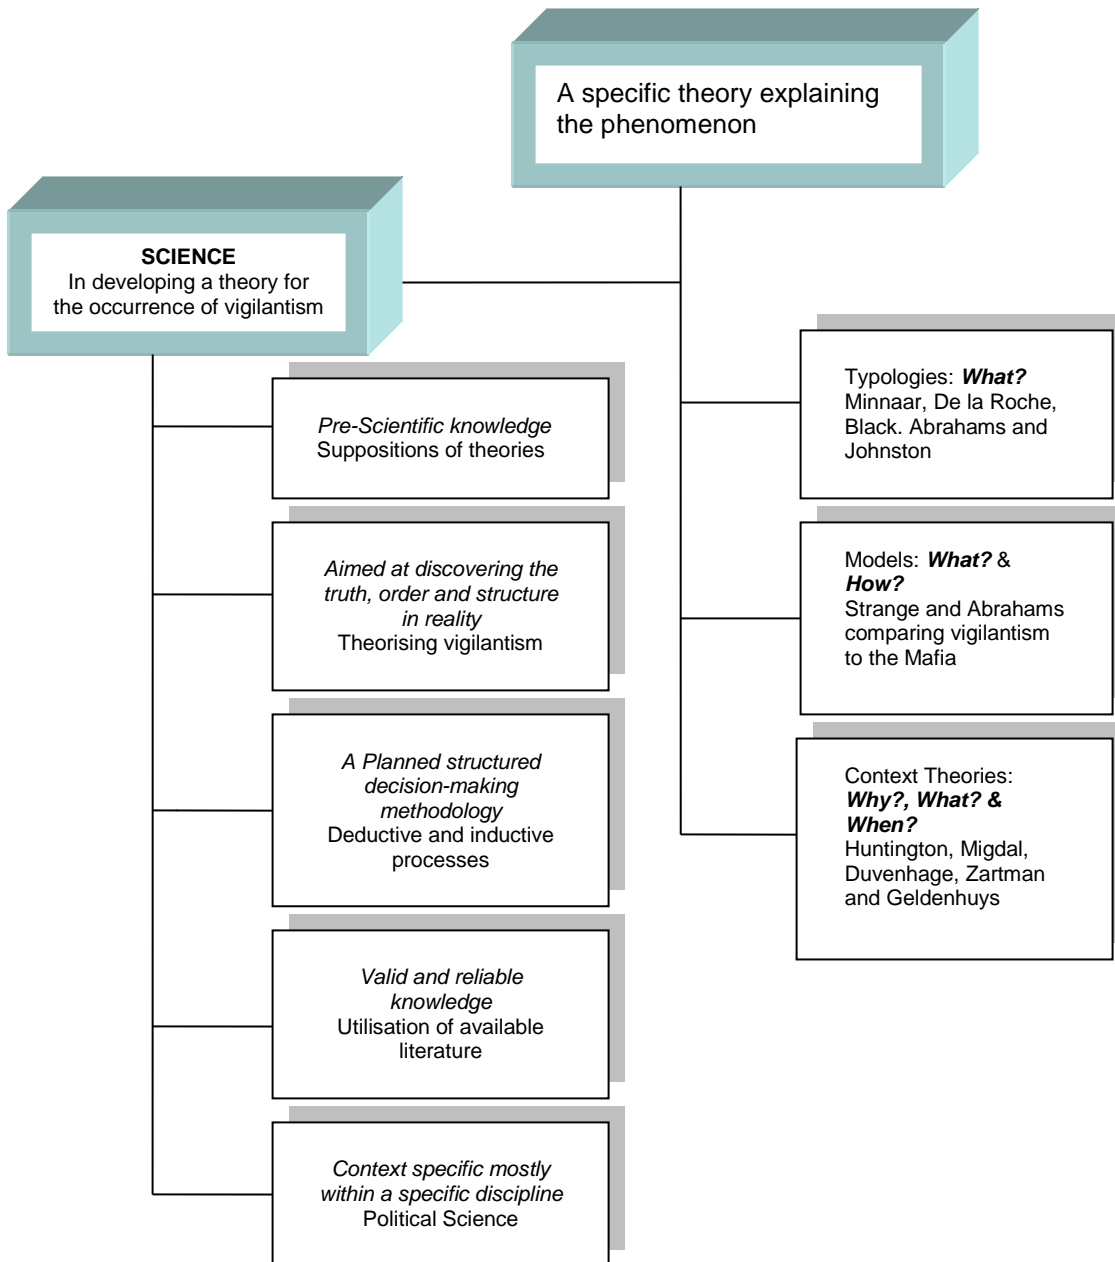 A specific theory explaining
the phenomenon
SCIENCE
In developing a theory for
the occurrence of vigilantism
Pre-Scientific knowledge
Suppositions of theories
Aimed at discovering the
truth, order and structure
in reality
Theorising vigilantism
A Planned structured
decision-making
methodology
Deductive and inductive
processes
Valid and reliable
knowledge
Utilisation of available
literature
Context specific mostly
within a specific discipline
Political Science
Typologies: What?
Minnaar, De la Roche,
Black. Abrahams and
Johnston
Models: What? &
How?
Strange and Abrahams
comparing vigilantism
to the Mafia
Context Theories:
Why?, What? &
When?
Huntington, Migdal,
Duvenhage, Zartman
and Geldenhuys